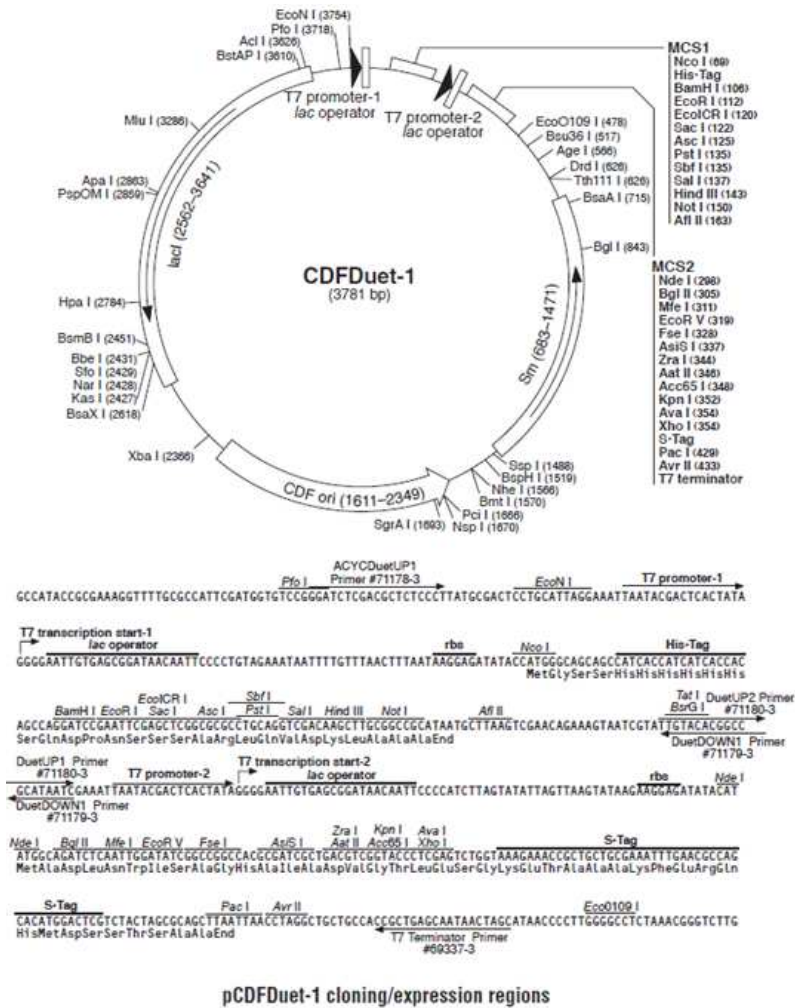 EcoN I (3754)
Pfo I (3718)
AcI I (3626)
BstAP I (3610)
T7 promoter-1
lac operator
T7 promoter-2
lac operator
Mlu I (3286)
Apa I (2863)
PspOM I (2859)
lacI (2562–3641)
Hpa I (2784)
BsmB I (2451)
Bbe I (2431)
Sfo I (2429)
Nar I (2428)
Kas I (2427)
BsaX I (2618)
Xba I (2366)
CDFDuet-1
(3781 bp)
EcoO109 I (478)
Bsu36 I (517)
Age I (566)
Drd I (626)
Tth111 I (626)
BsaA I (715)
Bgl I (843)
Sm (683–1471)
Ssp I (1488)
BspH I (1519)
Nhe I (1566)
Bmt I (1570)
Pci I (1666)
Nsp I (1670)
SgrA I (1693)
CDF ori (1611–2349)
MCS1
Nco I (69)
His-Tag
BamH I (106)
EcoR I (112)
EcoICR I (120)
Sac I (122)
Asc I (125)
Pst I (135)
Sbf I (135)
Sal I (137)
Hind III (143)
Not I (150)
Afl II (163)
MCS2
Nde I (298)
Bgl II (305)
Mfe I (311)
EcoR V (319)
Fse I (328)
AsiS I (337)
Zra I (344)
Aat II (346)
Acc65 I (348)
Kpn I (352)
Ava I (354)
Xho I (354)
S-Tag
Pac I (429)
Avr II (433)
T7 terminator
ACYCDuetUP1
Pfo I Primer #71178-3 EcoN I T7 promoter-1
GCCATACCGCGAAAGGTTTTGCGCCATTCGATGGTGTCCGGGATCTCGACGCTCTCCCTTATGCGACTCCTGCATTAGGAAATTAATACGACTCACTATA
T7 transcription start-1
lac operator rbs Nco I His-Tag
GGGGAATTGTGAGCGGATAACAATTCCCCTGTAGAAATAATTTTGTTTAACTTTAATAAGGAGATATACCATGGGCAGCAGCCATCACCATCATCACCAC
MetGlySerSerHisHisHisHisHisHis
EcoICR I Sbf I Tat I DuetUP2 Primer
BamH I EcoR I Sac I Asc I Pst I Sal I Hind III Not I Afl II BsrG I #71180-3
AGCCAGGATCCGAATTCGAGCTCGGCGCGCCTGCAGGTCGACAAGCTTGCGGCCGCATAATGCTTAAGTCGAACAGAAAGTAATCGTATTGTACACGGCC
SerGlnAspProAsnSerSerSerAlaArgLeuGlnValAspLysLeuAlaAlaAlaEnd DuetDOWN1 Primer
#71179-3
DuetUP1 Primer T7 transcription start-2
#71180-3 T7 promoter-2 lac operator rbs Nde I
GCATAATCGAAATTAATACGACTCACTATAGGGGAATTGTGAGCGGATAACAATTCCCCATCTTAGTATATTAGTTAAGTATAAGAAGGAGATATACAT
DuetDOWN1 Primer
#71179-3
Zra I Kpn I Ava I
Nde I Bgl II Mfe I EcoR V Fse I AsiS I Aat II Acc65 I Xho I S-Tag
ATGGCAGATCTCAATTGGATATCGGCCGGCCACGCGATCGCTGACGTCGGTACCCTCGAGTCTGGTAAAGAAACCGCTGCTGCGAAATTTGAACGCCAG
MetAlaAspLeuAsnTrpIleSerAlaGlyHisAlaIleAlaAspValGlyThrLeuGluSerGlyLysGluThrAlaAlaAlaLysPheGluArgGln
S-Tag Pac I Avr II Eco0109 I
CACATGGACTCGTCTACTAGCGCAGCTTAATTAACCTAGGCTGCTGCCACCGCTGAGCAATAACTAGCATAACCCCTTGGGGCCTCTAAACGGGTCTTG
HisMetAspSerSerThrSerAlaAlaEnd T7 Terminator Primer
#69337-3
pCDFDuet-1 cloning/expression regions